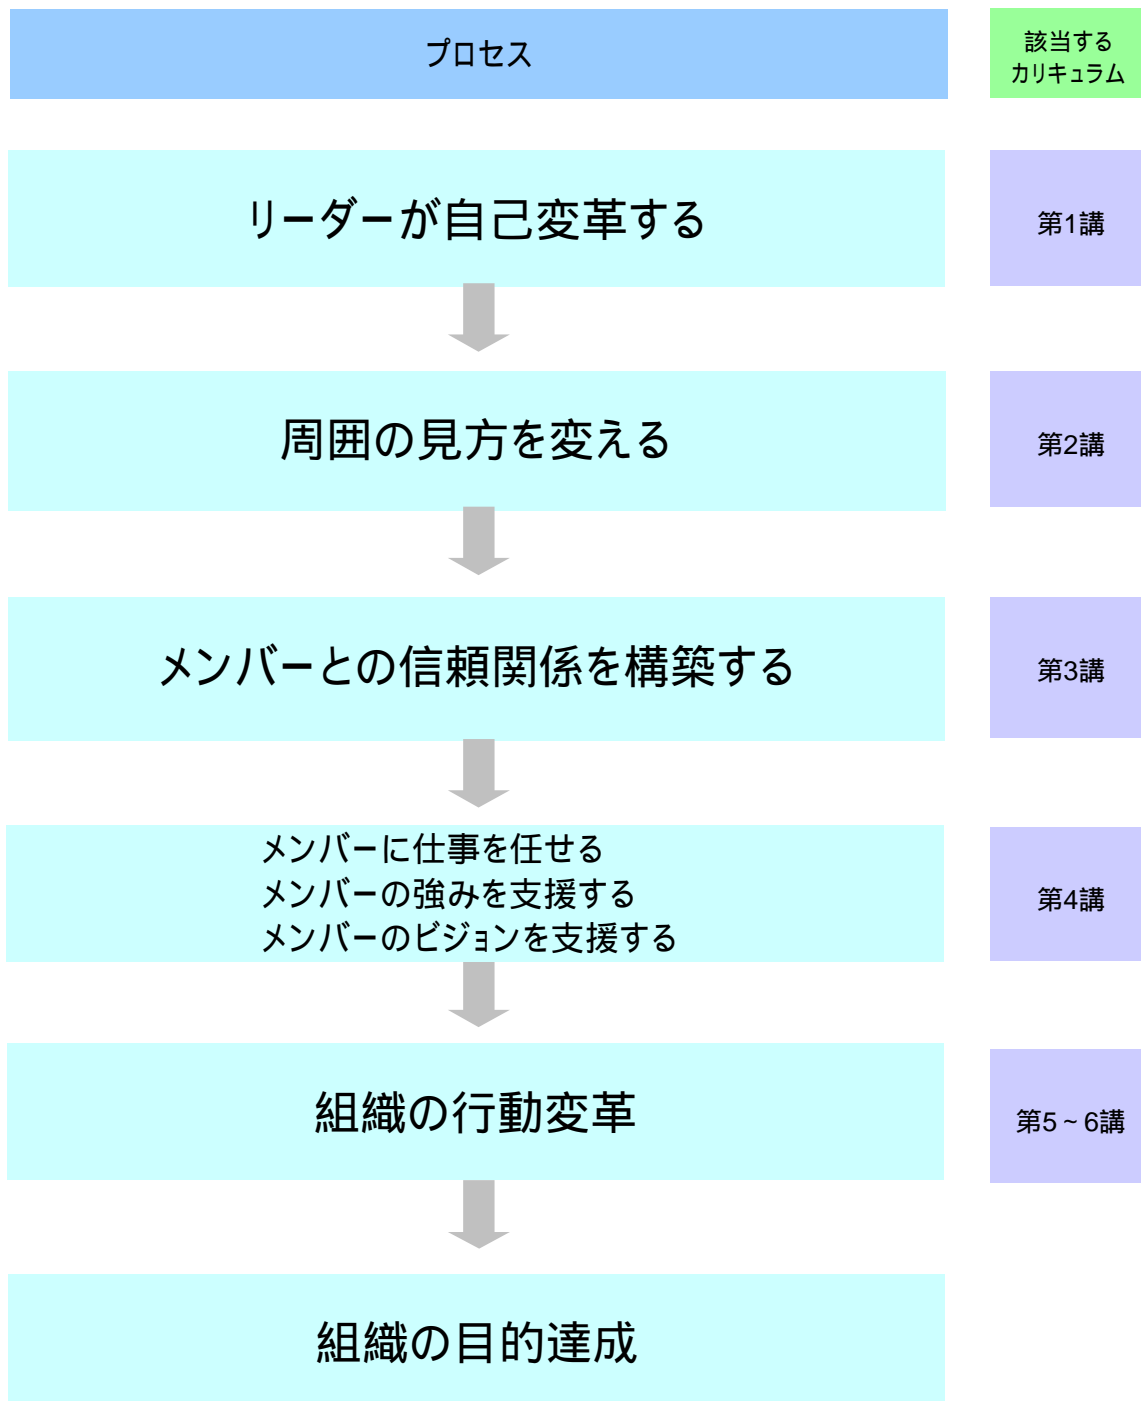 プロセス
該当する
カリキュラム
リーダーが自己変革する
第1講
周囲の見方を変える
第2講
メンバーとの信頼関係を構築する
第3講
メンバーに仕事を任せる
メンバーの強みを支援する
メンバーのビジョンを支援する
第4講
組織の行動変革
第5~6講
組織の目的達成